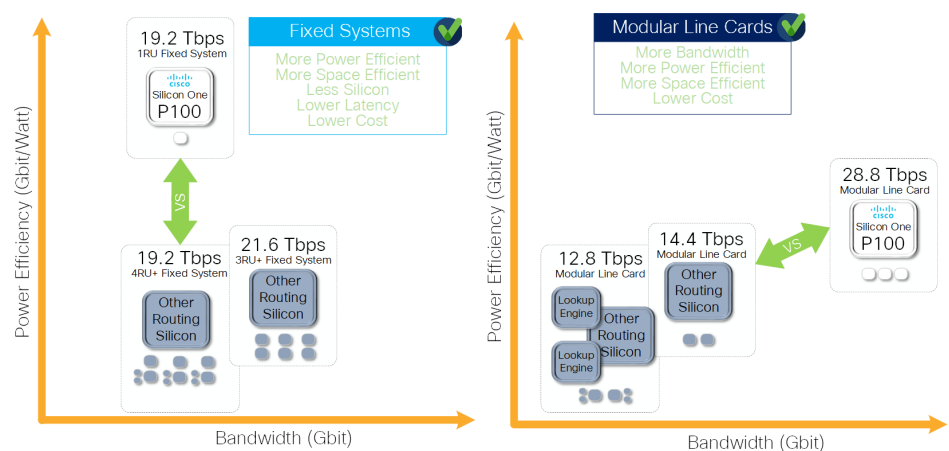 19.2 Tbps
1RU Fixed System
CISCO
Silicon One
P100
Fixed Systems
More Power Efficient
More Space Efficient
Less Silicon
Lower Latency
Lower Cost
VS
19.2 Tbps
4RU+ Fixed System
Other
Routing
Silicon
21.6 Tbps
3RU+ Fixed System
Other
Routing
Silicon
Power Efficiency (Gbit/Watt)
Bandwidth (Gbit)
Modular Line Cards
More Bandwidth
More Power Efficient
More Space Efficient
Lower Cost
28.8 Tbps
Modular Line Card
CISCO
Silicon One
P100
VS
14.4 Tbps
Modular Line Card
Other
Routing
Silicon
12.8 Tbps
Modular Line Card
Lookup
Engine
Other
Routing
Silicon
Lookup
Engine
Power Efficiency (Gbit/Watt)
Bandwidth (Gbit)